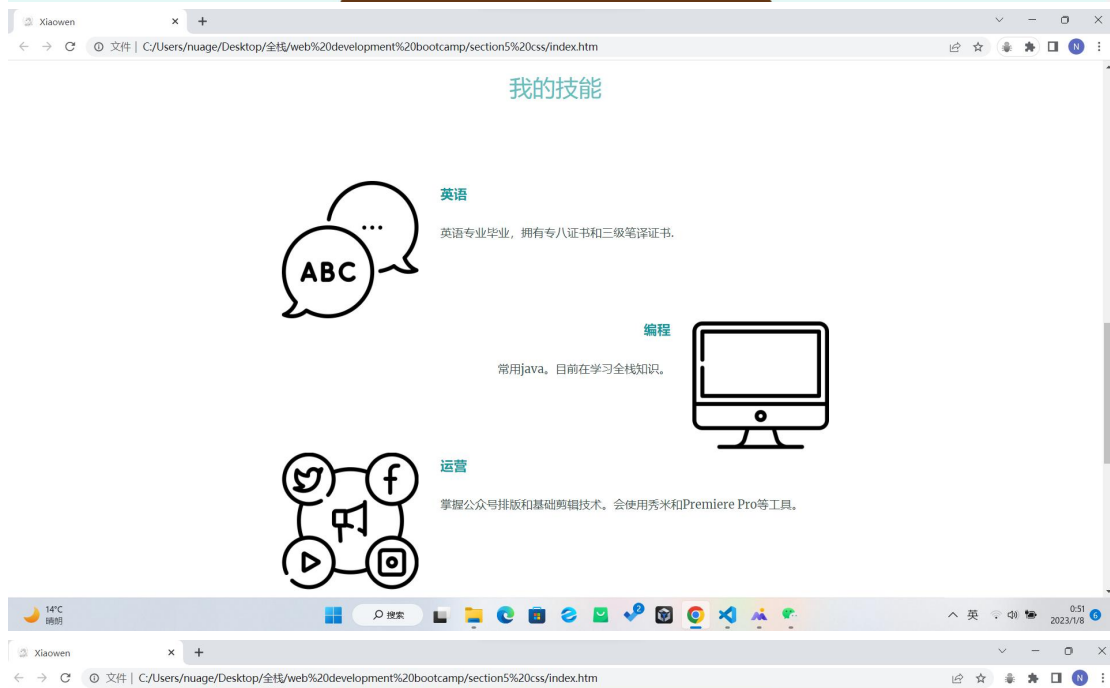 Xiaowen
文件 | C:/Users/nuage/Desktop/全栈/web%20development%20bootcamp/section5%20css/index.htm
N
我的技能
英语
英语专业毕业，拥有专八证书和三级笔译证书.
ABC
编程
常用java。目前在学习全栈知识。
运营
掌握公众号排版和基础剪辑技术。会使用秀米和Premiere Pro等工具。
14°C
晴朗
搜索
2
英
0:51
2023/1/8
6
Xiaowen
文件 | C:/Users/nuage/Desktop/全栈/web%20development%20bootcamp/section5%20css/index.htm
N